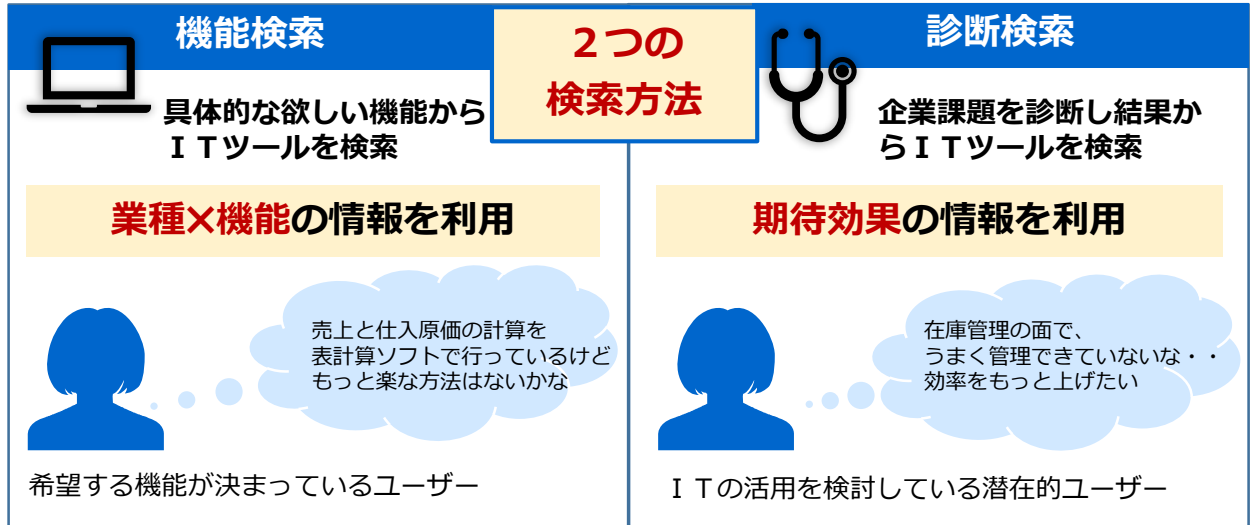 機能検索
２つの
検索方法
診断検索
具体的な欲しい機能から
ＩＴツールを検索
企業課題を診断し結果か
らＩＴツールを検索
業種×機能の情報を利用
期待効果の情報を利用
売上と仕入原価の計算を
表計算ソフトで行っているけど
もっと楽な方法はないかな
在庫管理の面で、
うまく管理できていないな・・
効率をもっと上げたい
希望する機能が決まっているユーザー
ＩＴの活用を検討している潜在的ユーザー